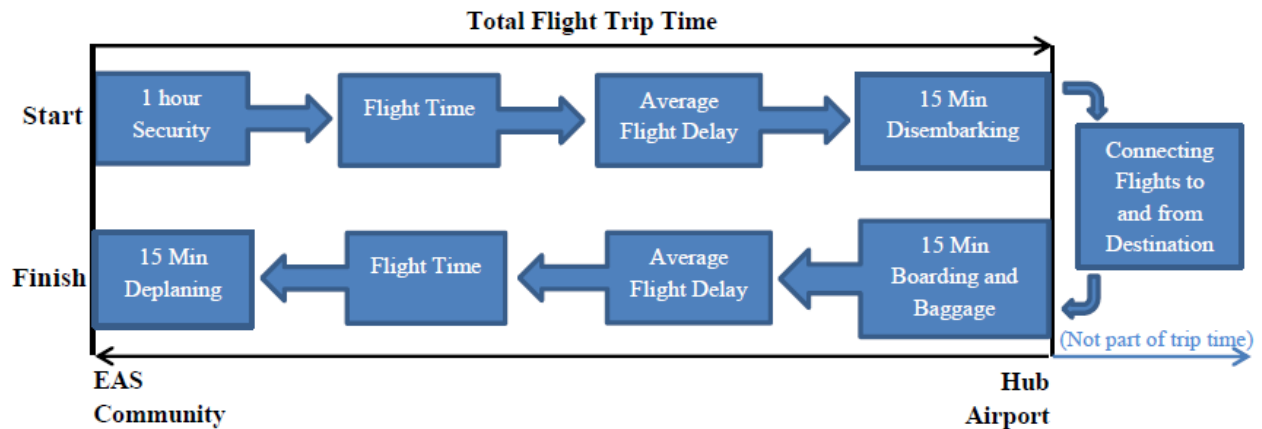 Total Flight Trip Time
Start
1 hour
Security
Flight Time
Average
Flight Delay
15 Min
Disembarking
Connecting
Flights to
and from
Destination
Finish
15 Min
Deplaning
Flight Time
Average
Flight Delay
15 Min
Boarding and
Baggage
(Not part of trip time)
EAS
Community
Hub
Airport